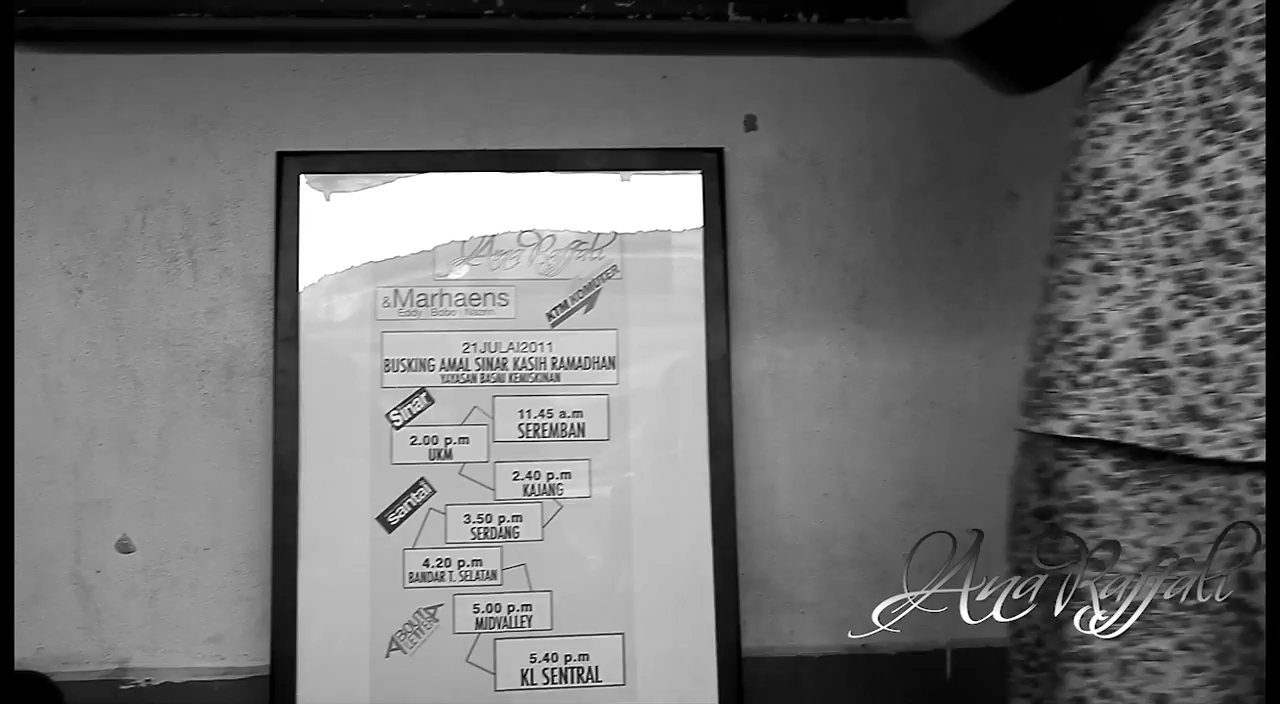 Ana Raffali
&Marhaens
Eddy Bobo Nazrin
KTM KOMUTER
21JULAI2011
BUSKING AMAL SINAR KASIH RAMADHAN
YAYASAN BASMI KEMISKINAN
Sinar
11.45 a.m
SEREMBAN
2.00 p.m
UKM
2.40 p.m
KAJANG
santai
3.50 p.m
SERDANG
4.20 p.m
BANDAR T. SELATAN
ABOUT A
LETTER
5.00 p.m
MIDVALLEY
5.40 p.m
KL SENTRAL
Ana Raffali